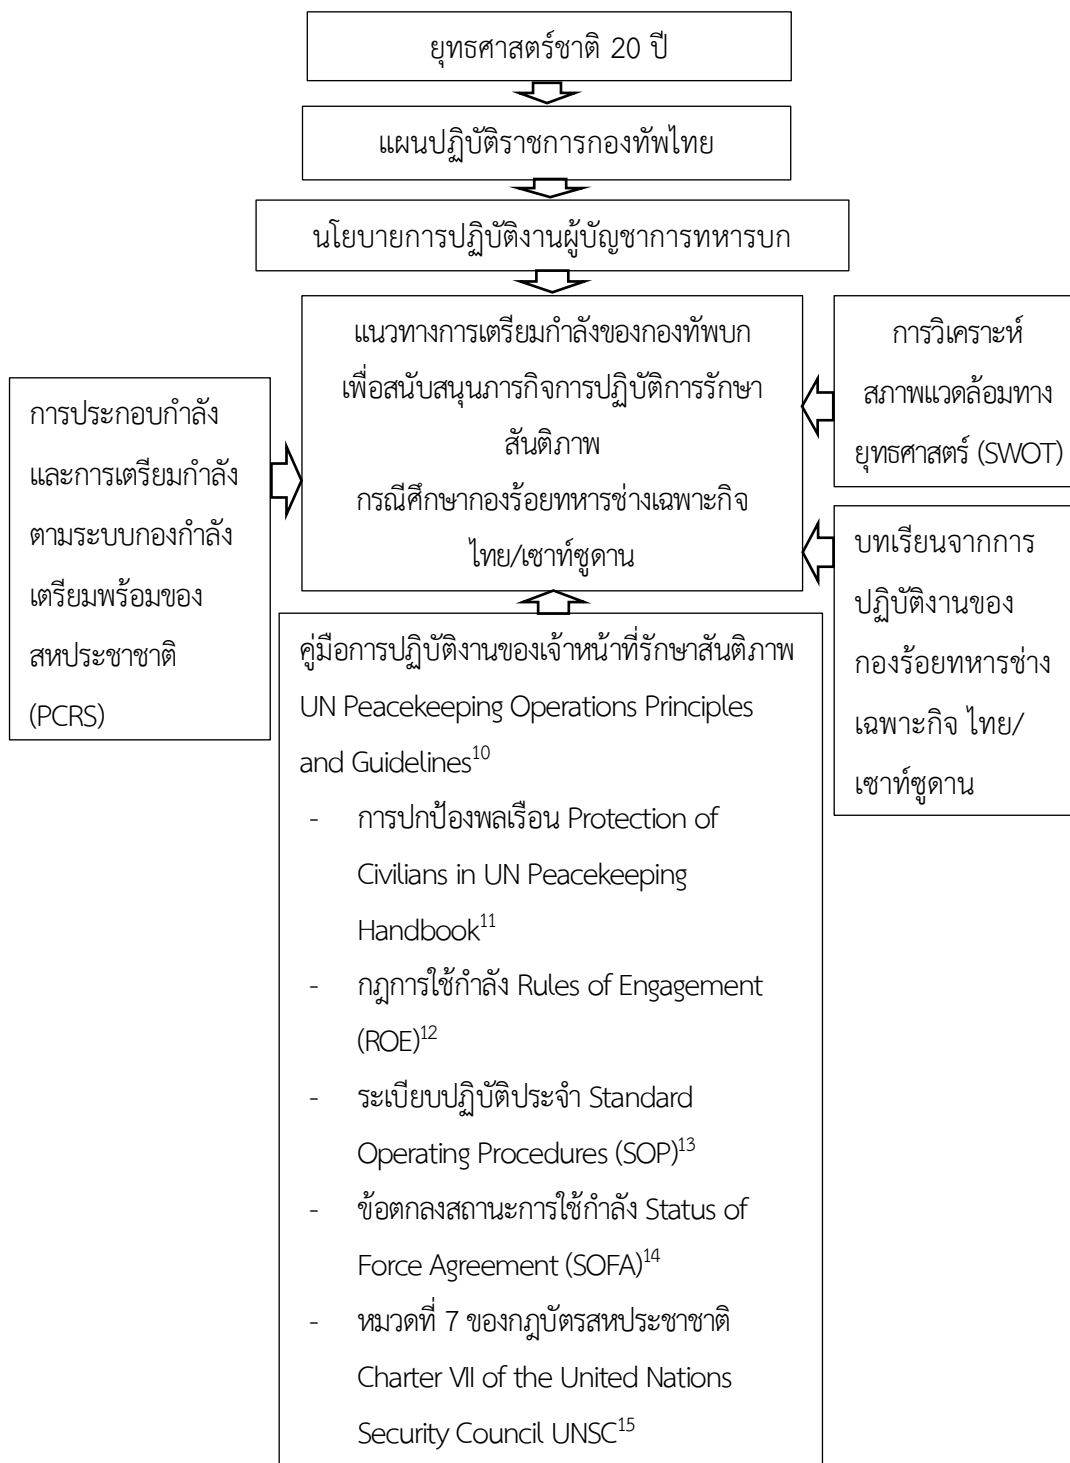 ยุทธศาสตร์ชาติ 20 ปี
แผนปฏิบัติราชการกองทัพไทย
นโยบายการปฏิบัติงานผู้บัญชาการทหารบก
แนวทางการเตรียมกำลังของกองทัพบก
เพื่อสนับสนุนภารกิจการปฏิบัติการรักษา
สันติภาพ
กรณีศึกษากองร้อยทหารช่างเฉพาะกิจ
ไทย/เซาท์ซูดาน
การวิเคราะห์
สภาพแวดล้อมทาง
ยุทธศาสตร์ (SWOT)
การประกอบกำลัง
และการเตรียมกำลัง
ตามระบบกองกำลัง
เตรียมพร้อมของ
สหประชาชาติ
(PCRS)
บทเรียนจากการ
ปฏิบัติงานของ
กองร้อยทหารช่าง
เฉพาะกิจ ไทย/
เซาท์ซูดาน
คู่มือการปฏิบัติงานของเจ้าหน้าที่รักษาสันติภาพ
UN Peacekeeping Operations Principles
and Guidelines¹⁰
- การปกป้องพลเรือน Protection of
Civilians in UN Peacekeeping
Handbook¹¹
- กฎการใช้กำลัง Rules of Engagement
(ROE)¹²
- ระเบียบปฏิบัติประจำ Standard
Operating Procedures (SOP)¹³
- ข้อตกลงสถานะการใช้กำลัง Status of
Force Agreement (SOFA)¹⁴
- หมวดที่ 7 ของกฎบัตรสหประชาชาติ
Charter VII of the United Nations
Security Council UNSC¹⁵